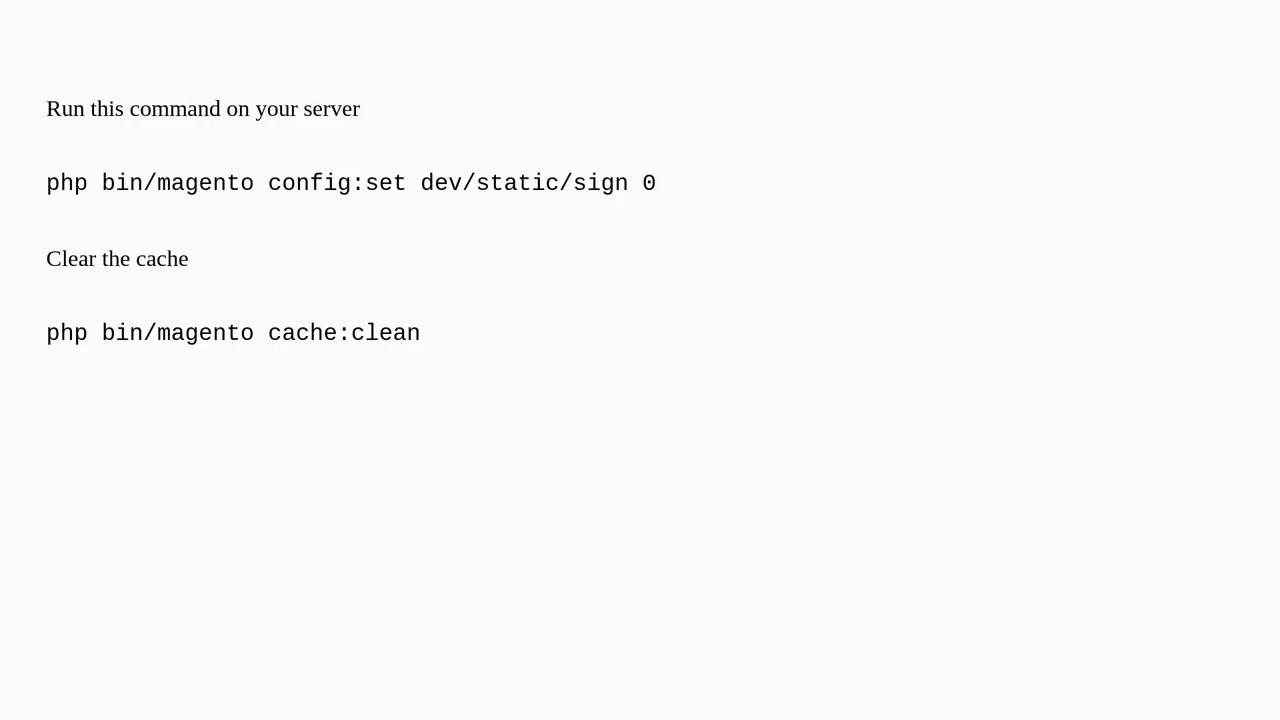 Run this command on your server
php bin/magento config:set dev/static/sign 0
Clear the cache
php bin/magento cache:clean